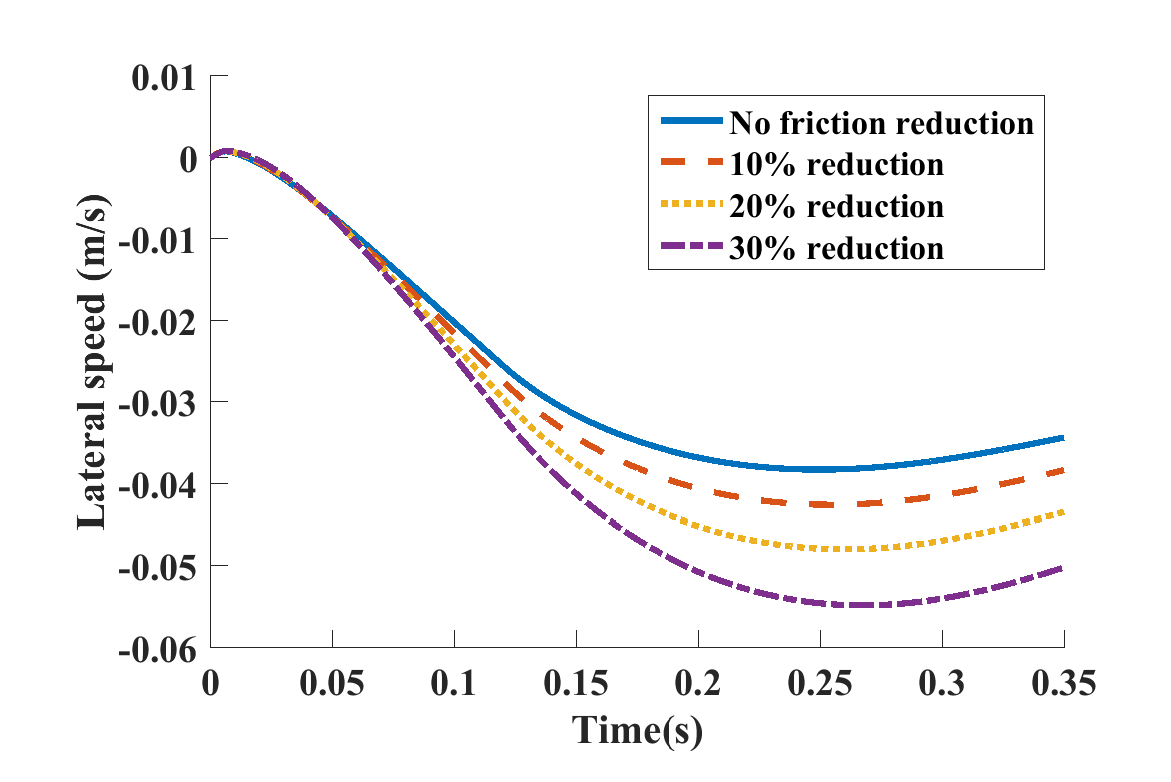 0.01
0
-0.01
-0.02
-0.03
-0.04
-0.05
-0.06
Lateral speed (m/s)
No friction reduction
10% reduction
20% reduction
30% reduction
0 0.05 0.1 0.15 0.2 0.25 0.3 0.35
Time(s)